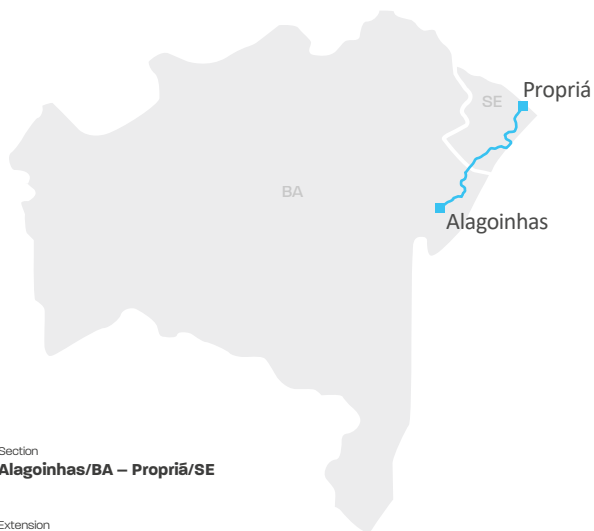 Propriá
SE
BA
Alagoinhas
Section
Alagoinhas/BA – Propriá/SE
Extension